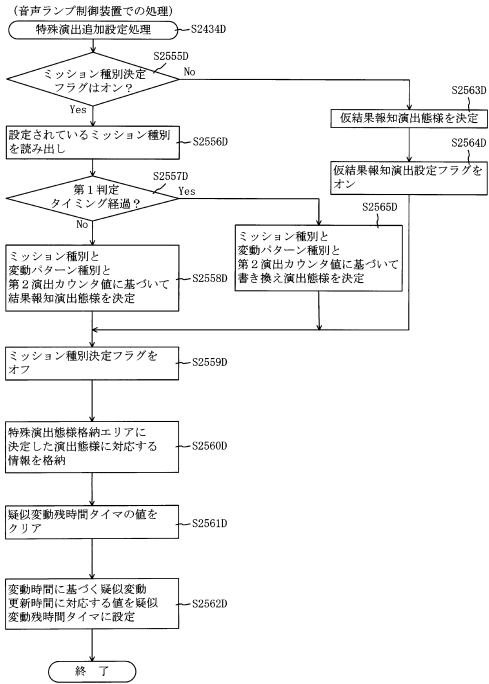 (音声ランプ制御装置での処理)
特殊演出追加設定処理
S2434D
S2555D
ミッション種別決定
フラグはオン?
No
Yes
S2563D
仮結果報知演出態様を決定
S2564D
仮結果報知演出設定フラグを
オン
設定されているミッション種別
を読み出し
S2556D
S2557D
第1判定
タイミング経過?
Yes
No
S2565D
ミッション種別と
変動パターン種別と
第2演出カウンタ値に基づいて
書き換え演出態様を決定
ミッション種別と
変動パターン種別と
第2演出カウンタ値に基づいて
結果報知演出態様を決定
S2558D
ミッション種別決定フラグを
オフ
S2559D
特殊演出態様格納エリアに
決定した演出態様に対応する
情報を格納
S2560D
疑似変動残時間タイマの値を
クリア
S2561D
変動時間に基づく疑似変動
更新時間に対応する値を疑似
変動残時間タイマに設定
S2562D
終 了